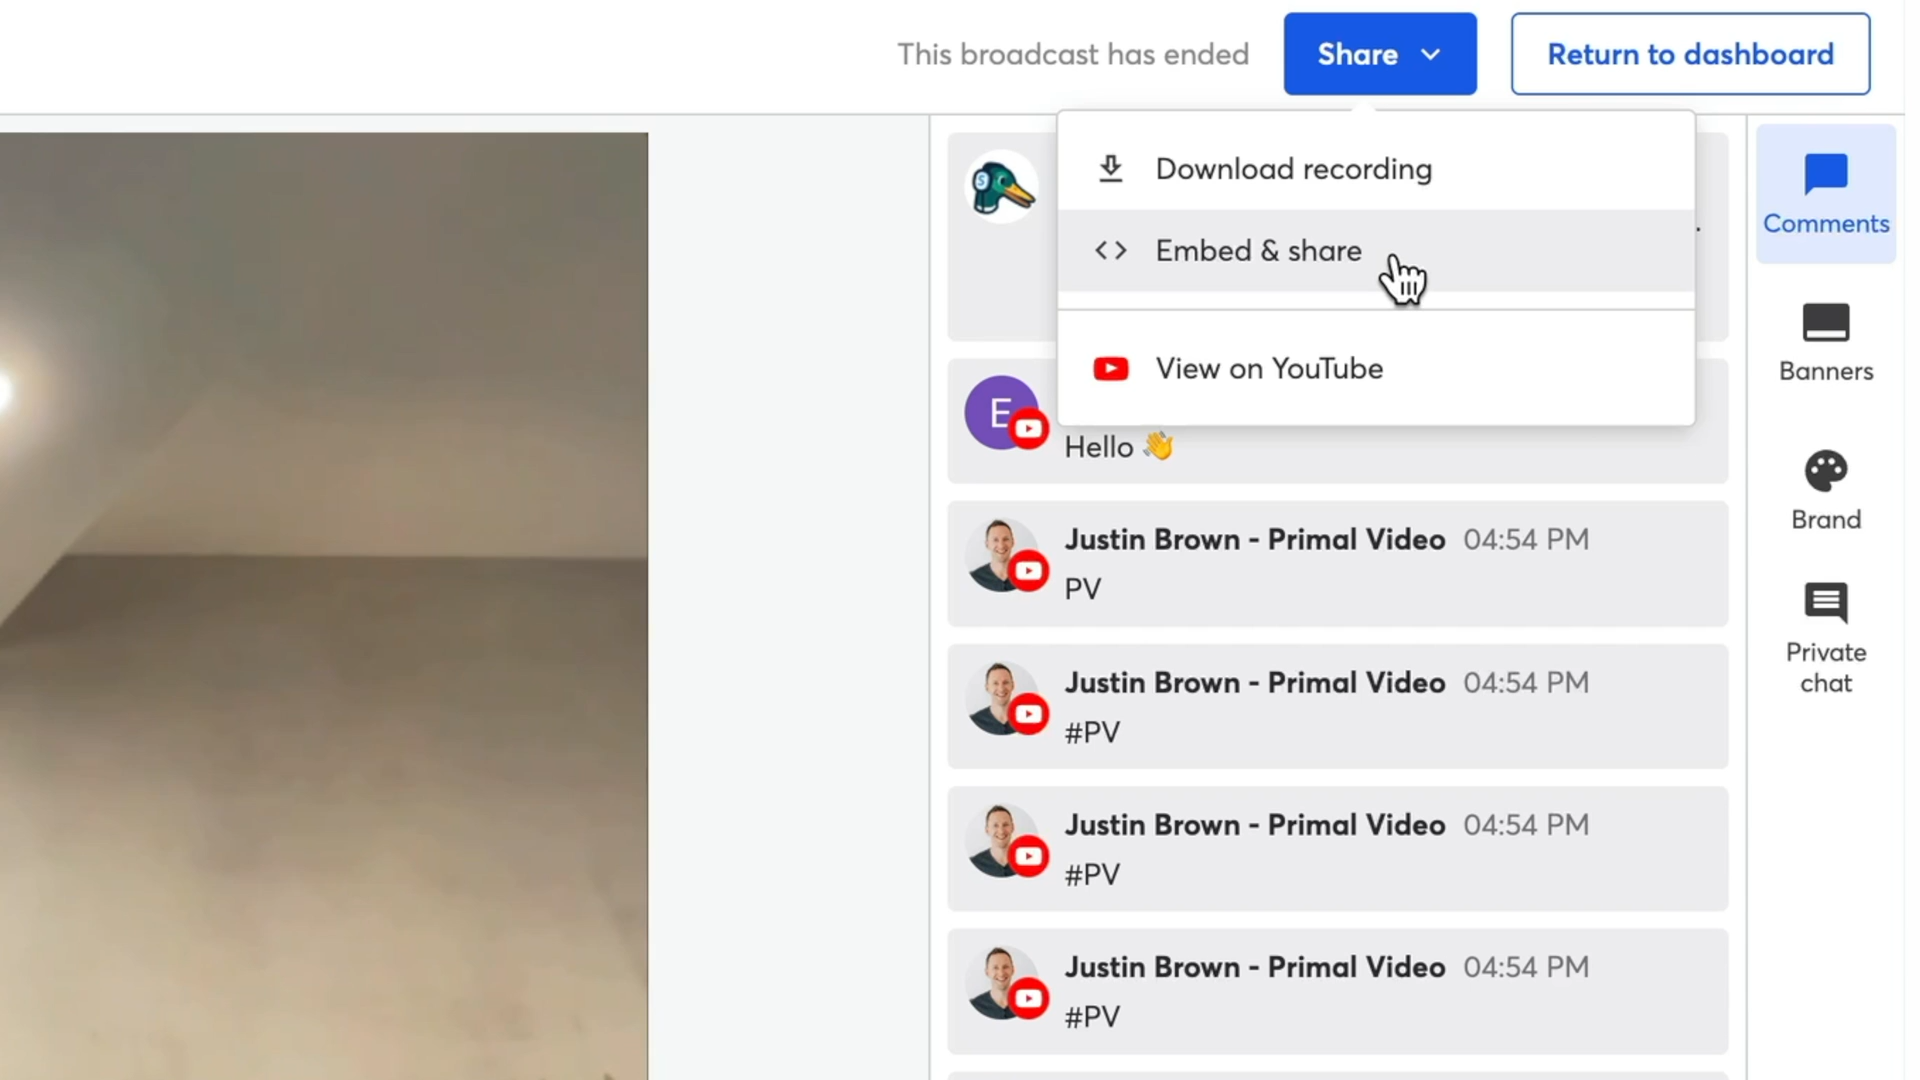 This broadcast has ended
Share
Return to dashboard
Download recording
Embed & share
View on YouTube
S
E
Hello 👋
Justin Brown - Primal Video 04:54 PM
PV
Justin Brown - Primal Video 04:54 PM
#PV
Justin Brown - Primal Video 04:54 PM
#PV
Justin Brown - Primal Video 04:54 PM
#PV
Comments
Banners
Brand
Private
chat